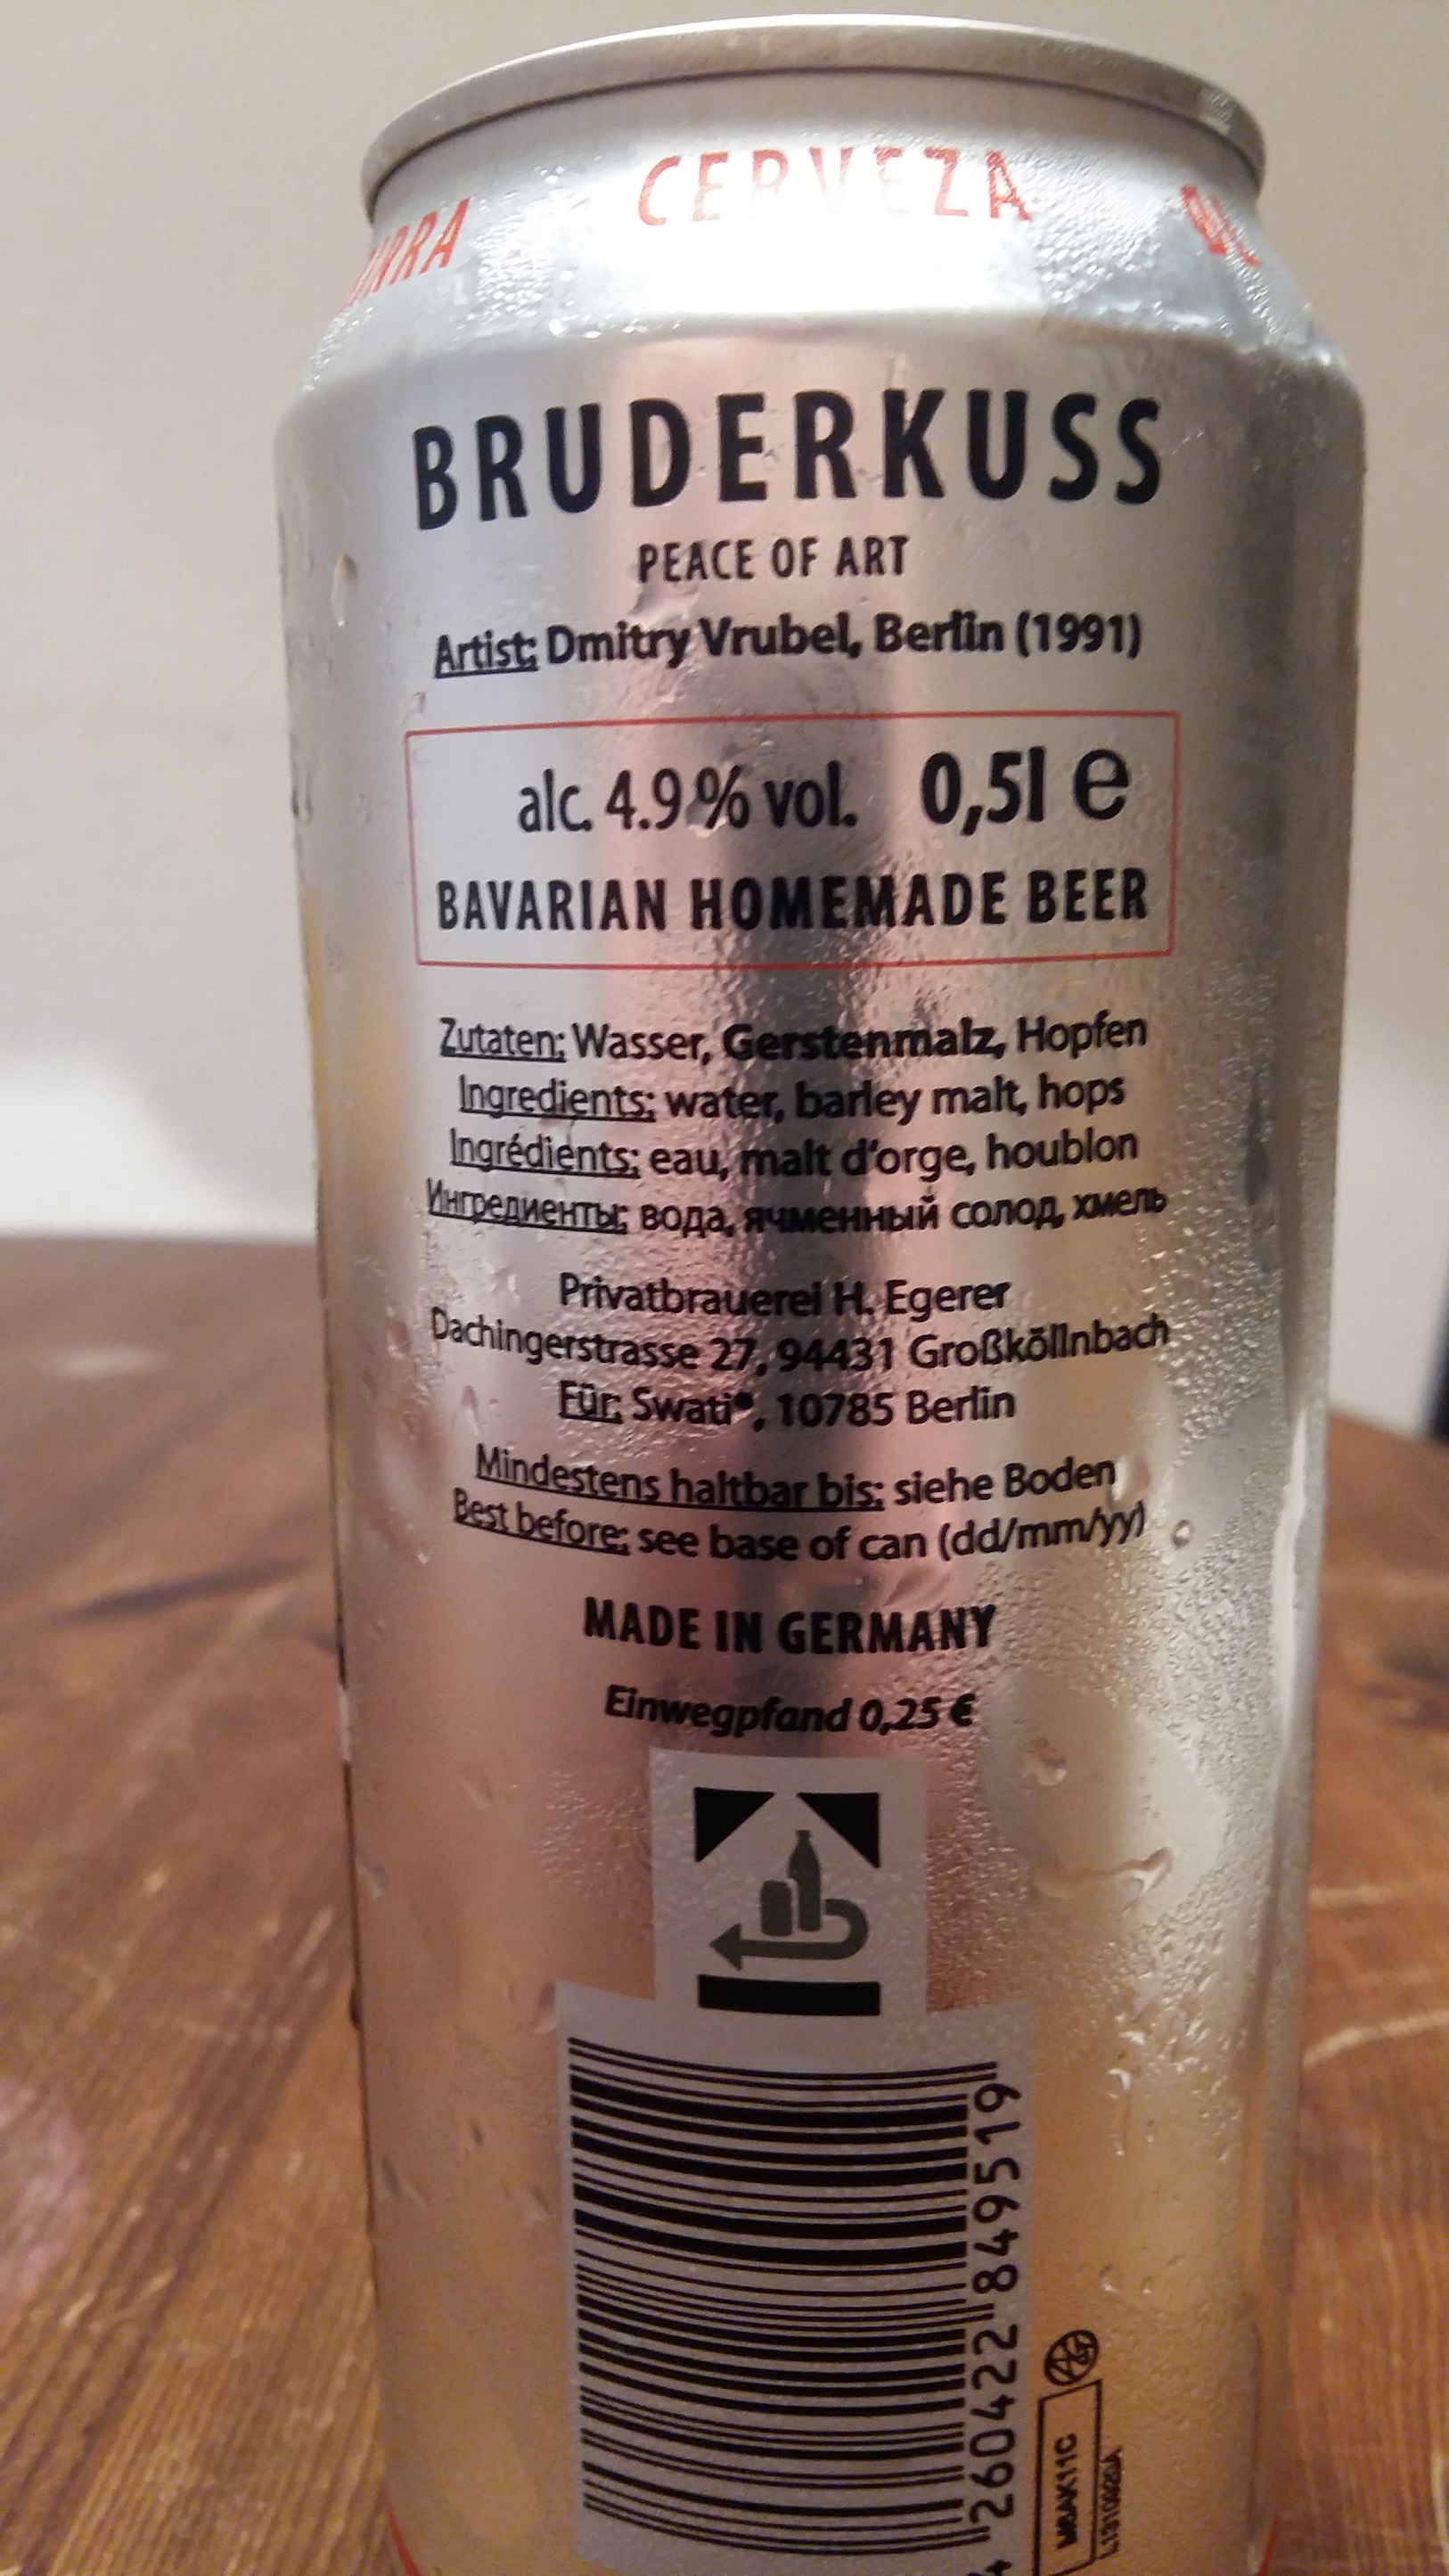 CERVEZA
BRUDERKUSS
PEACE OF ART
Artist: Dmitry Vrubel, Berlin (1991)
alc. 4.9 % vol. 0,5l e
BAVARIAN HOMEMADE BEER
Zutaten: Wasser, Gerstenmalz, Hopfen
Ingredients: water, barley malt, hops
Ingrédients: eau, malt d'orge, houblon
Ингредиенты: вода, ячменный солод, хмель
Privatbrauerei H. Egerer
Dachingerstrasse 27, 94431 Großköllnbach
Für: Swati®, 10785 Berlin
Mindestens haltbar bis: siehe Boden
Best before: see base of can (dd/mm/yy)
MADE IN GERMANY
Einwegpfand 0,25 €
4 260422 849519